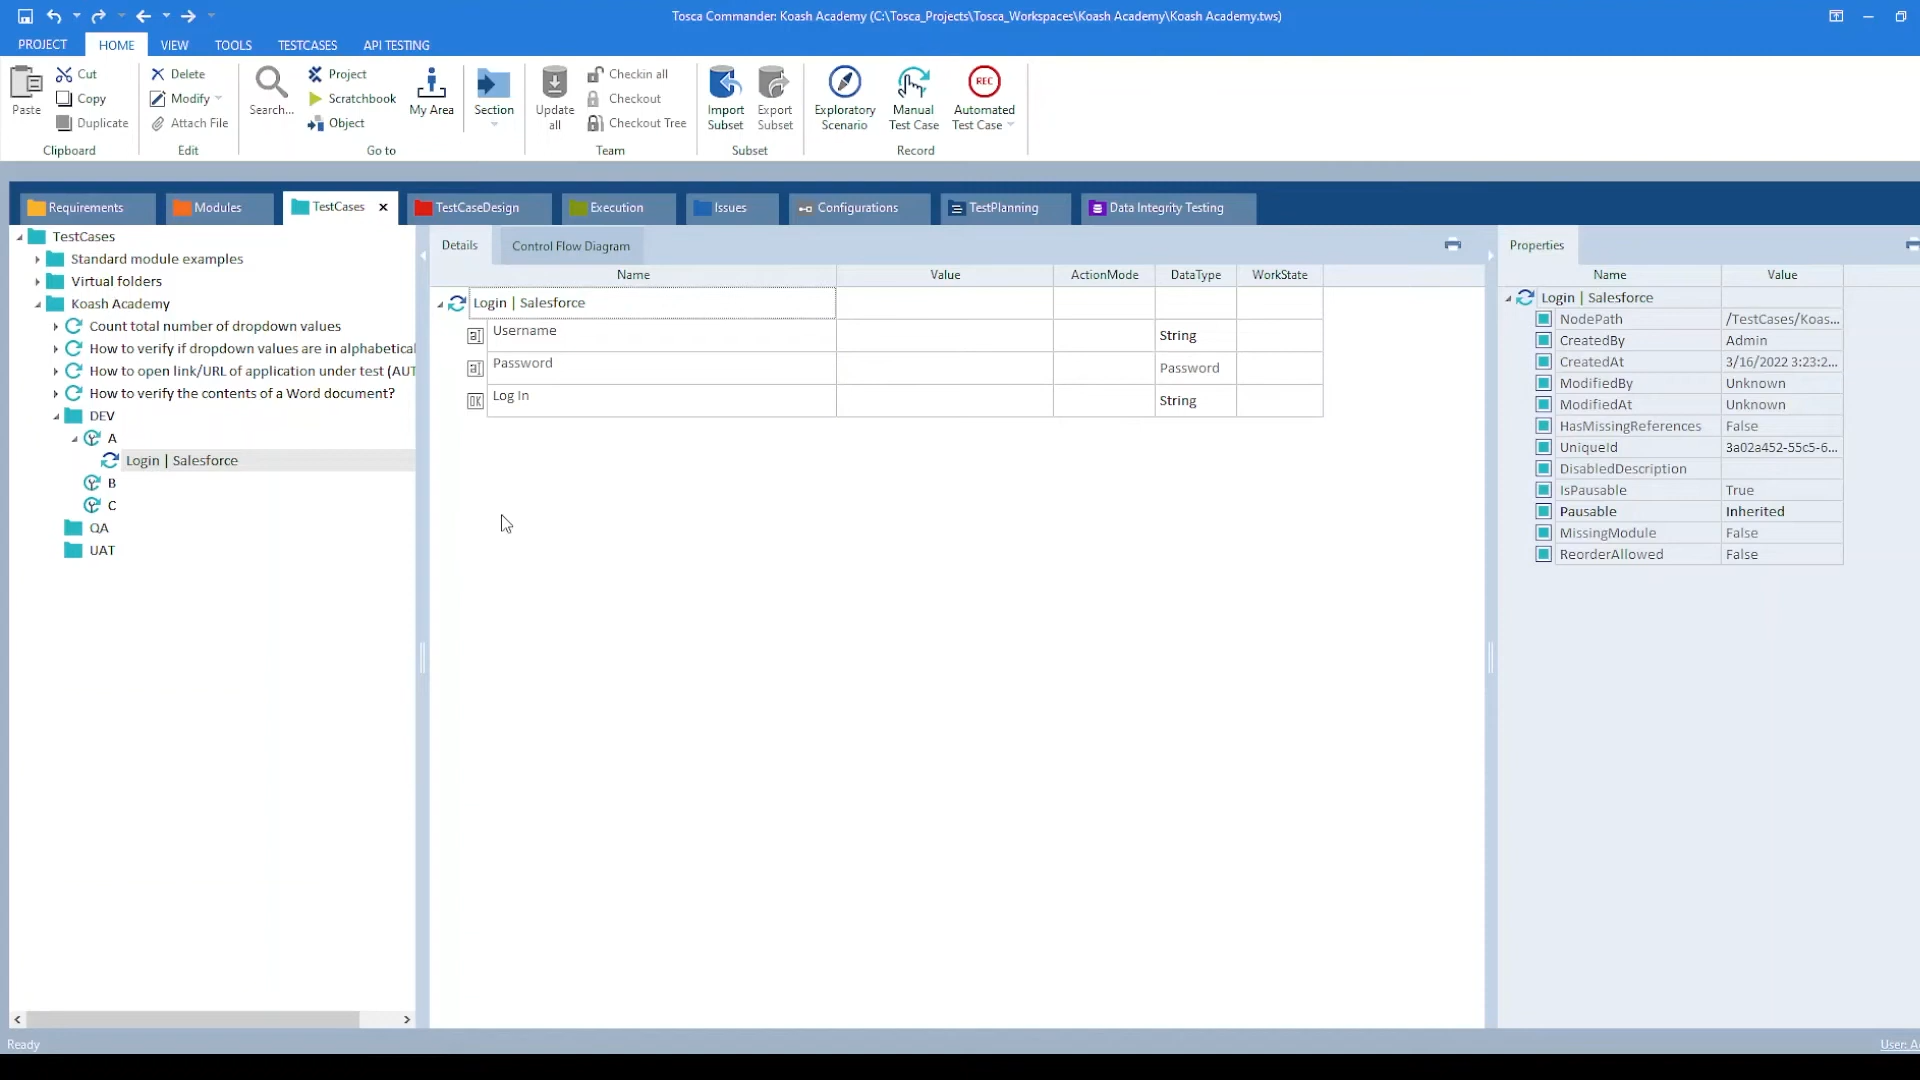 Tosca Commander: Koash Academy (C:\Tosca_Projects\Tosca_Workspaces\Koash Academy\Koash Academy.tws)
PROJECT HOME VIEW TOOLS TESTCASES API TESTING
Paste
Cut
Copy
Duplicate
Clipboard
Delete
Modify
Attach File
Edit
Search...
Project
Scratchbook
Object
My Area
Go to
Section
Update all
Checkin all
Checkout
Checkout Tree
Team
Import Subset
Export Subset
Subset
Exploratory Scenario
Manual Test Case
REC
Automated Test Case
Record
Requirements Modules TestCases TestCaseDesign Execution Issues Configurations TestPlanning Data Integrity Testing
TestCases
Standard module examples
Virtual folders
Koash Academy
Count total number of dropdown values
How to verify if dropdown values are in alphabetical
How to open link/URL of application under test (AUT
How to verify the contents of a Word document?
DEV
A
Login | Salesforce
B
C
QA
UAT
Details Control Flow Diagram
Name Value ActionMode DataType WorkState
Login | Salesforce
Username String
Password Password
OK Log In String
Properties
Name Value
Login | Salesforce
NodePath /TestCases/Koas...
CreatedBy Admin
CreatedAt 3/16/2022 3:23:2...
ModifiedBy Unknown
ModifiedAt Unknown
HasMissingReferences False
UniqueId 3a02a452-55c5-6...
DisabledDescription
IsPausable True
Pausable Inherited
MissingModule False
ReorderAllowed False
Ready
User: A